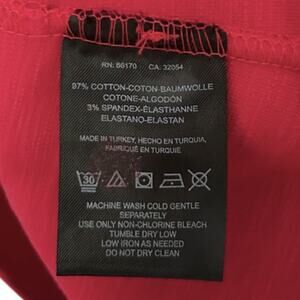 RN: 66170 CA: 32054
97% COTTON-COTON-BAUMWOLLE
COTONE-ALGODÓN
3% SPANDEX-ÉLASTHANNE
ELASTANO-ELASTAN
MADE IN TURKEY, HECHO EN TURQUIA,
FABRIQUÉ EN TURQUIE
30
MACHINE WASH COLD GENTLE
SEPARATELY
USE ONLY NON-CHLORINE BLEACH
TUMBLE DRY LOW
LOW IRON AS NEEDED
DO NOT DRY CLEAN